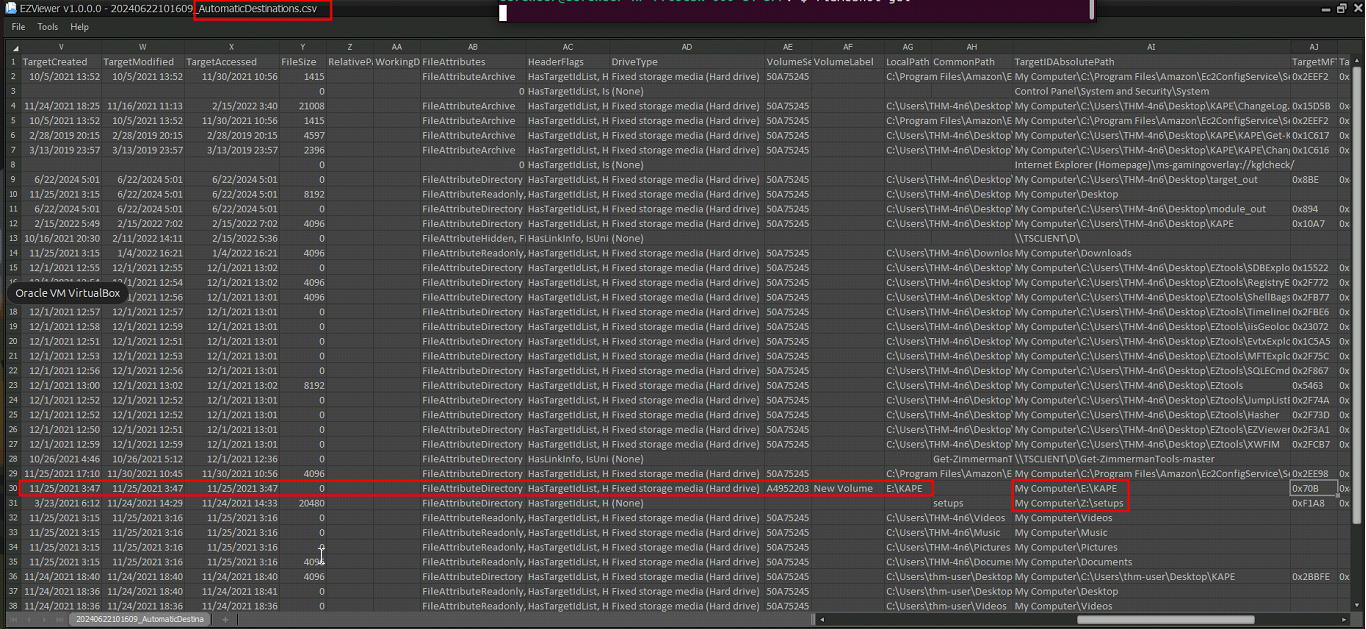 EZViewer v1.0.0.0 - 20240622101609_AutomaticDestinations.csv
File Tools Help
V W X Y Z AA AB AC AD AE AF AG AH AI AJ
1 TargetCreated TargetModified TargetAccessed FileSize RelativePa WorkingD FileAttributes HeaderFlags DriveType VolumeSe VolumeLabel LocalPath CommonPath TargetIDAbsolutePath TargetMFT Ta
2 10/5/2021 13:52 10/5/2021 13:52 11/30/2021 10:56 1415 FileAttributeArchive HasTargetIdList, H Fixed storage media (Hard drive) 50A75245 C:\Program Files\Amazon\E My Computer\C:\Program Files\Amazon\Ec2ConfigService\Se 0x2EEF2 0x
3 0 0 HasTargetIdList, Is (None) Control Panel\System and Security\System
4 11/24/2021 18:25 11/16/2021 11:13 2/15/2022 3:40 21008 FileAttributeArchive HasTargetIdList, H Fixed storage media (Hard drive) 50A75245 C:\Users\THM-4n6\Desktop\ My Computer\C:\Users\THM-4n6\Desktop\KAPE\ChangeLog. 0x15D5B 0x
5 10/5/2021 13:52 10/5/2021 13:52 11/30/2021 10:56 1415 FileAttributeArchive HasTargetIdList, H Fixed storage media (Hard drive) 50A75245 C:\Program Files\Amazon\E My Computer\C:\Program Files\Amazon\Ec2ConfigService\Se 0x2EEF2 0x
6 2/28/2019 20:15 2/28/2019 20:15 2/28/2019 20:15 4597 FileAttributeArchive HasTargetIdList, H Fixed storage media (Hard drive) 50A75245 C:\Users\THM-4n6\Desktop\ My Computer\C:\Users\THM-4n6\Desktop\KAPE\KAPE\Get-K 0x1C617 0x
7 3/13/2019 23:57 3/13/2019 23:57 3/13/2019 23:57 2396 FileAttributeArchive HasTargetIdList, H Fixed storage media (Hard drive) 50A75245 C:\Users\THM-4n6\Desktop\ My Computer\C:\Users\THM-4n6\Desktop\KAPE\KAPE\Chang 0x1C616 0x
8 0 0 HasTargetIdList, Is (None) Internet Explorer (Homepage)\ms-gamingoverlay://kglcheck/
9 6/22/2024 5:01 6/22/2024 5:01 6/22/2024 5:01 0 FileAttributeDirectory HasTargetIdList, H Fixed storage media (Hard drive) 50A75245 C:\Users\THM-4n6\Desktop\ My Computer\C:\Users\THM-4n6\Desktop\target_out 0x8BE 0x
10 11/25/2021 3:15 6/22/2024 5:01 6/22/2024 5:01 8192 FileAttributeReadonly, HasTargetIdList, H Fixed storage media (Hard drive) 50A75245 C:\Users\THM-4n6\Desktop My Computer\Desktop
11 6/22/2024 5:01 6/22/2024 5:01 6/22/2024 5:01 0 FileAttributeDirectory HasTargetIdList, H Fixed storage media (Hard drive) 50A75245 C:\Users\THM-4n6\Desktop\ My Computer\C:\Users\THM-4n6\Desktop\module_out 0x894 0x
12 2/15/2022 5:49 2/15/2022 7:02 2/15/2022 7:02 4096 FileAttributeDirectory HasTargetIdList, H Fixed storage media (Hard drive) 50A75245 C:\Users\THM-4n6\Desktop\ My Computer\C:\Users\THM-4n6\Desktop\KAPE 0x10A7 0x
13 10/16/2021 20:30 2/11/2022 14:11 2/15/2022 5:36 0 FileAttributeHidden, Fi HasLinkInfo, IsUni (None) \\TSCLIENT\D\
14 11/25/2021 3:15 1/4/2022 16:21 1/4/2022 16:21 4096 FileAttributeReadonly, HasTargetIdList, H Fixed storage media (Hard drive) 50A75245 C:\Users\THM-4n6\Downloa My Computer\Downloads
15 12/1/2021 12:55 12/1/2021 12:55 12/1/2021 13:02 0 FileAttributeDirectory HasTargetIdList, H Fixed storage media (Hard drive) 50A75245 C:\Users\THM-4n6\Desktop\ My Computer\C:\Users\THM-4n6\Desktop\EZtools\SDBExplo 0x15522 0x
12/1/2021 12:54 12/1/2021 13:02 4096 FileAttributeDirectory HasTargetIdList, H Fixed storage media (Hard drive) 50A75245 C:\Users\THM-4n6\Desktop\ My Computer\C:\Users\THM-4n6\Desktop\EZtools\RegistryE 0x2F772 0x
Oracle VM VirtualBox
12:56 12/1/2021 13:01 4096 FileAttributeDirectory HasTargetIdList, H Fixed storage media (Hard drive) 50A75245 C:\Users\THM-4n6\Desktop\ My Computer\C:\Users\THM-4n6\Desktop\EZtools\ShellBags 0x2FB77 0x
18 12/1/2021 12:57 12/1/2021 12:57 12/1/2021 13:01 0 FileAttributeDirectory HasTargetIdList, H Fixed storage media (Hard drive) 50A75245 C:\Users\THM-4n6\Desktop\ My Computer\C:\Users\THM-4n6\Desktop\EZtools\Timelinel 0x2FBE6 0x
19 12/1/2021 12:58 12/1/2021 12:59 12/1/2021 13:01 0 FileAttributeDirectory HasTargetIdList, H Fixed storage media (Hard drive) 50A75245 C:\Users\THM-4n6\Desktop\ My Computer\C:\Users\THM-4n6\Desktop\EZtools\iisGeoloc 0x23072 0x
20 12/1/2021 12:51 12/1/2021 12:51 12/1/2021 13:01 0 FileAttributeDirectory HasTargetIdList, H Fixed storage media (Hard drive) 50A75245 C:\Users\THM-4n6\Desktop\ My Computer\C:\Users\THM-4n6\Desktop\EZtools\EvtxExplo 0x1C5A5 0x
21 12/1/2021 12:53 12/1/2021 12:53 12/1/2021 13:01 0 FileAttributeDirectory HasTargetIdList, H Fixed storage media (Hard drive) 50A75245 C:\Users\THM-4n6\Desktop\ My Computer\C:\Users\THM-4n6\Desktop\EZtools\MFTExplo 0x2F75C 0x
22 12/1/2021 12:56 12/1/2021 12:56 12/1/2021 13:01 0 FileAttributeDirectory HasTargetIdList, H Fixed storage media (Hard drive) 50A75245 C:\Users\THM-4n6\Desktop\ My Computer\C:\Users\THM-4n6\Desktop\EZtools\SQLECmd 0x2F867 0x
23 12/1/2021 13:00 12/1/2021 13:02 12/1/2021 13:02 8192 FileAttributeDirectory HasTargetIdList, H Fixed storage media (Hard drive) 50A75245 C:\Users\THM-4n6\Desktop\ My Computer\C:\Users\THM-4n6\Desktop\EZtools 0x5463 0x
24 12/1/2021 12:52 12/1/2021 12:52 12/1/2021 13:01 0 FileAttributeDirectory HasTargetIdList, H Fixed storage media (Hard drive) 50A75245 C:\Users\THM-4n6\Desktop\ My Computer\C:\Users\THM-4n6\Desktop\EZtools\JumpListE 0x2F74A 0x
25 12/1/2021 12:52 12/1/2021 12:52 12/1/2021 13:01 0 FileAttributeDirectory HasTargetIdList, H Fixed storage media (Hard drive) 50A75245 C:\Users\THM-4n6\Desktop\ My Computer\C:\Users\THM-4n6\Desktop\EZtools\Hasher 0x2F73D 0x
26 12/1/2021 12:50 12/1/2021 12:51 12/1/2021 13:01 0 FileAttributeDirectory HasTargetIdList, H Fixed storage media (Hard drive) 50A75245 C:\Users\THM-4n6\Desktop\ My Computer\C:\Users\THM-4n6\Desktop\EZtools\EZViewer 0x2F3A1 0x
27 12/1/2021 12:59 12/1/2021 12:59 12/1/2021 13:01 0 FileAttributeDirectory HasTargetIdList, H Fixed storage media (Hard drive) 50A75245 C:\Users\THM-4n6\Desktop\ My Computer\C:\Users\THM-4n6\Desktop\EZtools\XWFIM 0x2FCB7 0x
28 10/26/2021 4:46 10/26/2021 5:12 12/1/2021 12:36 0 FileAttributeDirectory HasLinkInfo, IsUni (None) Get-ZimmermanT \\TSCLIENT\D\Get-ZimmermanTools-master
29 11/25/2021 17:10 11/30/2021 10:45 11/30/2021 10:56 4096 FileAttributeDirectory HasTargetIdList, H Fixed storage media (Hard drive) 50A75245 C:\Program Files\Amazon\E My Computer\C:\Program Files\Amazon\Ec2ConfigService\Se 0x2EE98 0x
30 11/25/2021 3:47 11/25/2021 3:47 11/25/2021 3:47 0 FileAttributeDirectory HasTargetIdList, H Fixed storage media (Hard drive) A4952203 New Volume E:\KAPE My Computer\E:\KAPE 0x70B 0x
31 3/23/2021 6:12 11/24/2021 14:29 11/24/2021 14:33 20480 FileAttributeDirectory HasTargetIdList, H (None) setups My Computer\Z:\setups 0xF1A8 0x
32 11/25/2021 3:15 11/25/2021 3:16 11/25/2021 3:16 0 FileAttributeReadonly, HasTargetIdList, H Fixed storage media (Hard drive) 50A75245 C:\Users\THM-4n6\Videos My Computer\Videos
33 11/25/2021 3:15 11/25/2021 3:16 11/25/2021 3:16 0 FileAttributeReadonly, HasTargetIdList, H Fixed storage media (Hard drive) 50A75245 C:\Users\THM-4n6\Music My Computer\Music
34 11/25/2021 3:15 11/25/2021 3:16 11/25/2021 3:16 0 FileAttributeReadonly, HasTargetIdList, H Fixed storage media (Hard drive) 50A75245 C:\Users\THM-4n6\Pictures My Computer\Pictures
35 11/25/2021 3:15 11/25/2021 3:16 11/25/2021 3:16 4096 FileAttributeReadonly, HasTargetIdList, H Fixed storage media (Hard drive) 50A75245 C:\Users\THM-4n6\Docume My Computer\Documents
36 11/24/2021 18:40 11/24/2021 18:40 11/24/2021 18:40 4096 FileAttributeDirectory HasTargetIdList, H Fixed storage media (Hard drive) 50A75245 C:\Users\thm-user\Desktop My Computer\C:\Users\thm-user\Desktop\KAPE 0x2BBFE 0x
37 11/24/2021 18:36 11/24/2021 18:40 11/24/2021 18:41 0 FileAttributeReadonly, HasTargetIdList, H Fixed storage media (Hard drive) 50A75245 C:\Users\thm-user\Desktop My Computer\Desktop
38 11/24/2021 18:36 11/24/2021 18:36 11/24/2021 18:36 0 FileAttributeReadonly, HasTargetIdList, H Fixed storage media (Hard drive) 50A75245 C:\Users\thm-user\Videos My Computer\Videos
20240622101609_AutomaticDestina